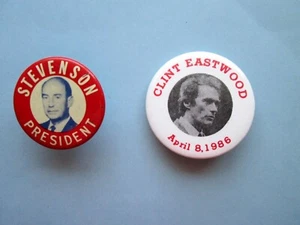 STEVENSON
PRESIDENT
CLINT EASTWOOD
April 8, 1986